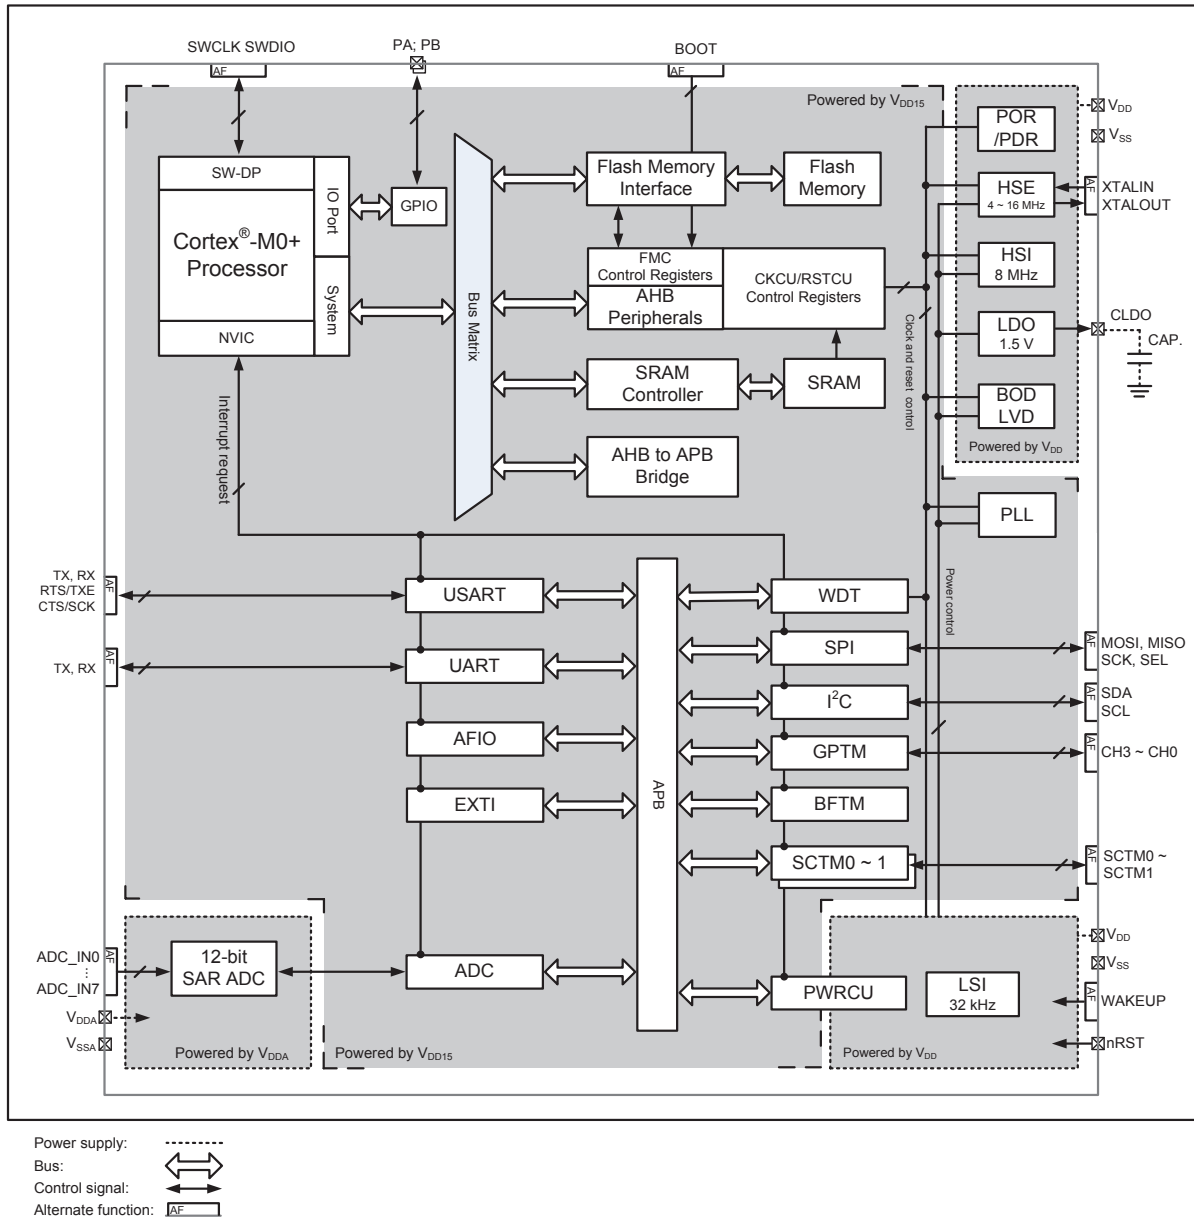 SWCLK SWDIO
AF
PA; PB
BOOT
AF
Powered by VDD15
VDD
VSS
POR
/PDR
SW-DP
IO Port
GPIO
Flash Memory
Interface
Flash
Memory
HSE
4 ~ 16 MHz
AF
XTALIN
XTALOUT
Cortex®-M0+
Processor
System
NVIC
Bus Matrix
FMC
Control Registers
AHB
Peripherals
CKCU/RSTCU
Control Registers
HSI
8 MHz
Clock and reset control
LDO
1.5 V
CLDO
CAP.
SRAM
Controller
SRAM
BOD
LVD
Powered by VDD
Interrupt request
AHB to APB
Bridge
PLL
Power control
TX, RX
RTS/TXE
CTS/SCK
AF
USART
WDT
TX, RX
AF
UART
SPI
AF
MOSI, MISO
SCK, SEL
I2C
AF
SDA
SCL
AFIO
APB
GPTM
AF
CH3 ~ CH0
EXTI
BFTM
SCTM0 ~ 1
AF
SCTM0 ~
SCTM1
ADC_IN0
⋮
ADC_IN7
AF
12-bit
SAR ADC
ADC
PWRCU
LSI
32 kHz
VDD
VSS
AF
WAKEUP
nRST
VDDA
VSSA
Powered by VDDA
Powered by VDD15
Powered by VDD
Power supply:
Bus:
Control signal:
Alternate function:
AF